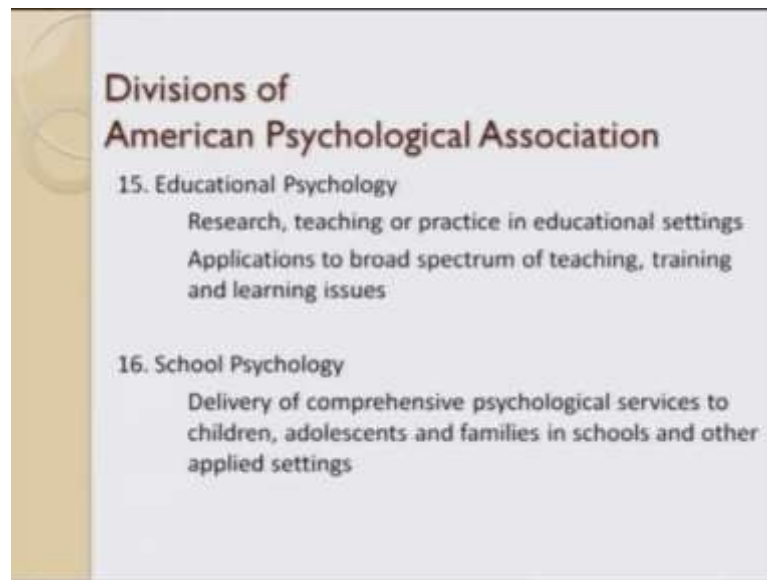 Divisions of
American Psychological Association
15. Educational Psychology
Research, teaching or practice in educational settings
Applications to broad spectrum of teaching, training
and learning issues
16. School Psychology
Delivery of comprehensive psychological services to
children, adolescents and families in schools and other
applied settings